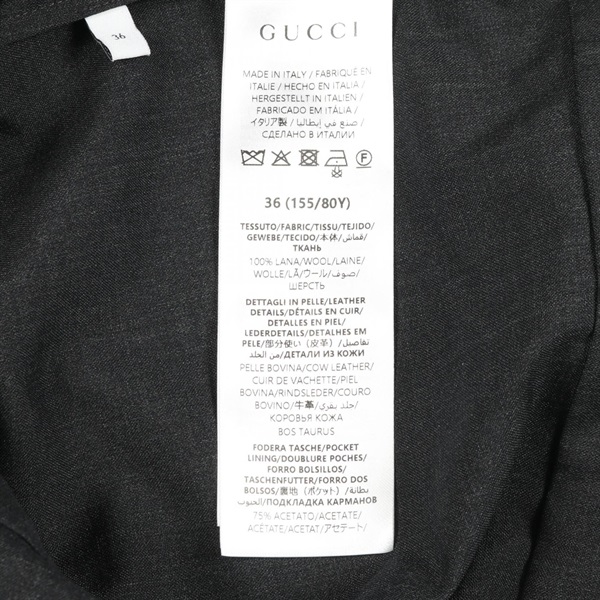 36
GUCCI
MADE IN ITALY / FABRIQUÉ EN
ITALIE / HECHO EN ITALIA /
HERGESTELLT IN ITALIEN /
FABRICADO EM ITÁLIA /
イタリア製 / صنع في إيطاليا /
СДЕЛАНО В ИТАЛИИ
36 (155/80Y)
TESSUTO/FABRIC/TISSU/TEJIDO/
GEWEBE/TECIDO/本体/قماش/
ТКАНЬ
100% LANA/WOOL/LAINE/
WOLLE/LÃ/ウール/صوف/
ШЕРСТЬ
DETTAGLI IN PELLE/LEATHER
DETAILS/DÉTAILS EN CUIR/
DETALLES EN PIEL/
LEDERDETAILS/DETALHES EM
PELE/部分使い（皮革）/تفاصيل
من الجلد/ДЕТАЛИ ИЗ КОЖИ
PELLE BOVINA/COW LEATHER/
CUIR DE VACHETTE/PIEL
BOVINA/RINDSLEDER/COURO
BOVINO/牛革/جلد بقري/
КОРОВЬЯ КОЖА
BOS TAURUS
FODERA TASCHE/POCKET
LINING/DOUBLURE POCHES/
FORRO BOLSILLOS/
TASCHENFUTTER/FORRO DOS
BOLSOS/裏地（ポケット）/بطانة
الجيوب/ПОДКЛАДКА КАРМАНОВ
75% ACETATO/ACETATE/
ACÉTATE/ACETAT/アセテート/